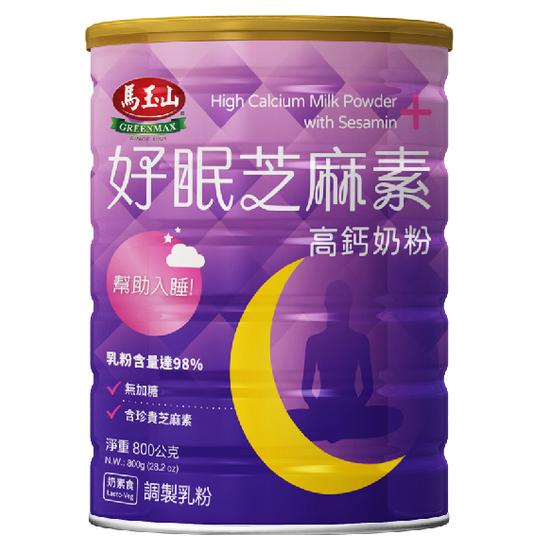 馬玉山
GREENMAX
High Calcium Milk Powder
with Sesamin +
好眠芝麻素
高鈣奶粉
幫助入睡!
乳粉含量達98%
無加糖
含珍貴芝麻素
淨重 800公克
N.W.: 800g (28.2 oz)
奶素食
Lacto-Veg
調製乳粉